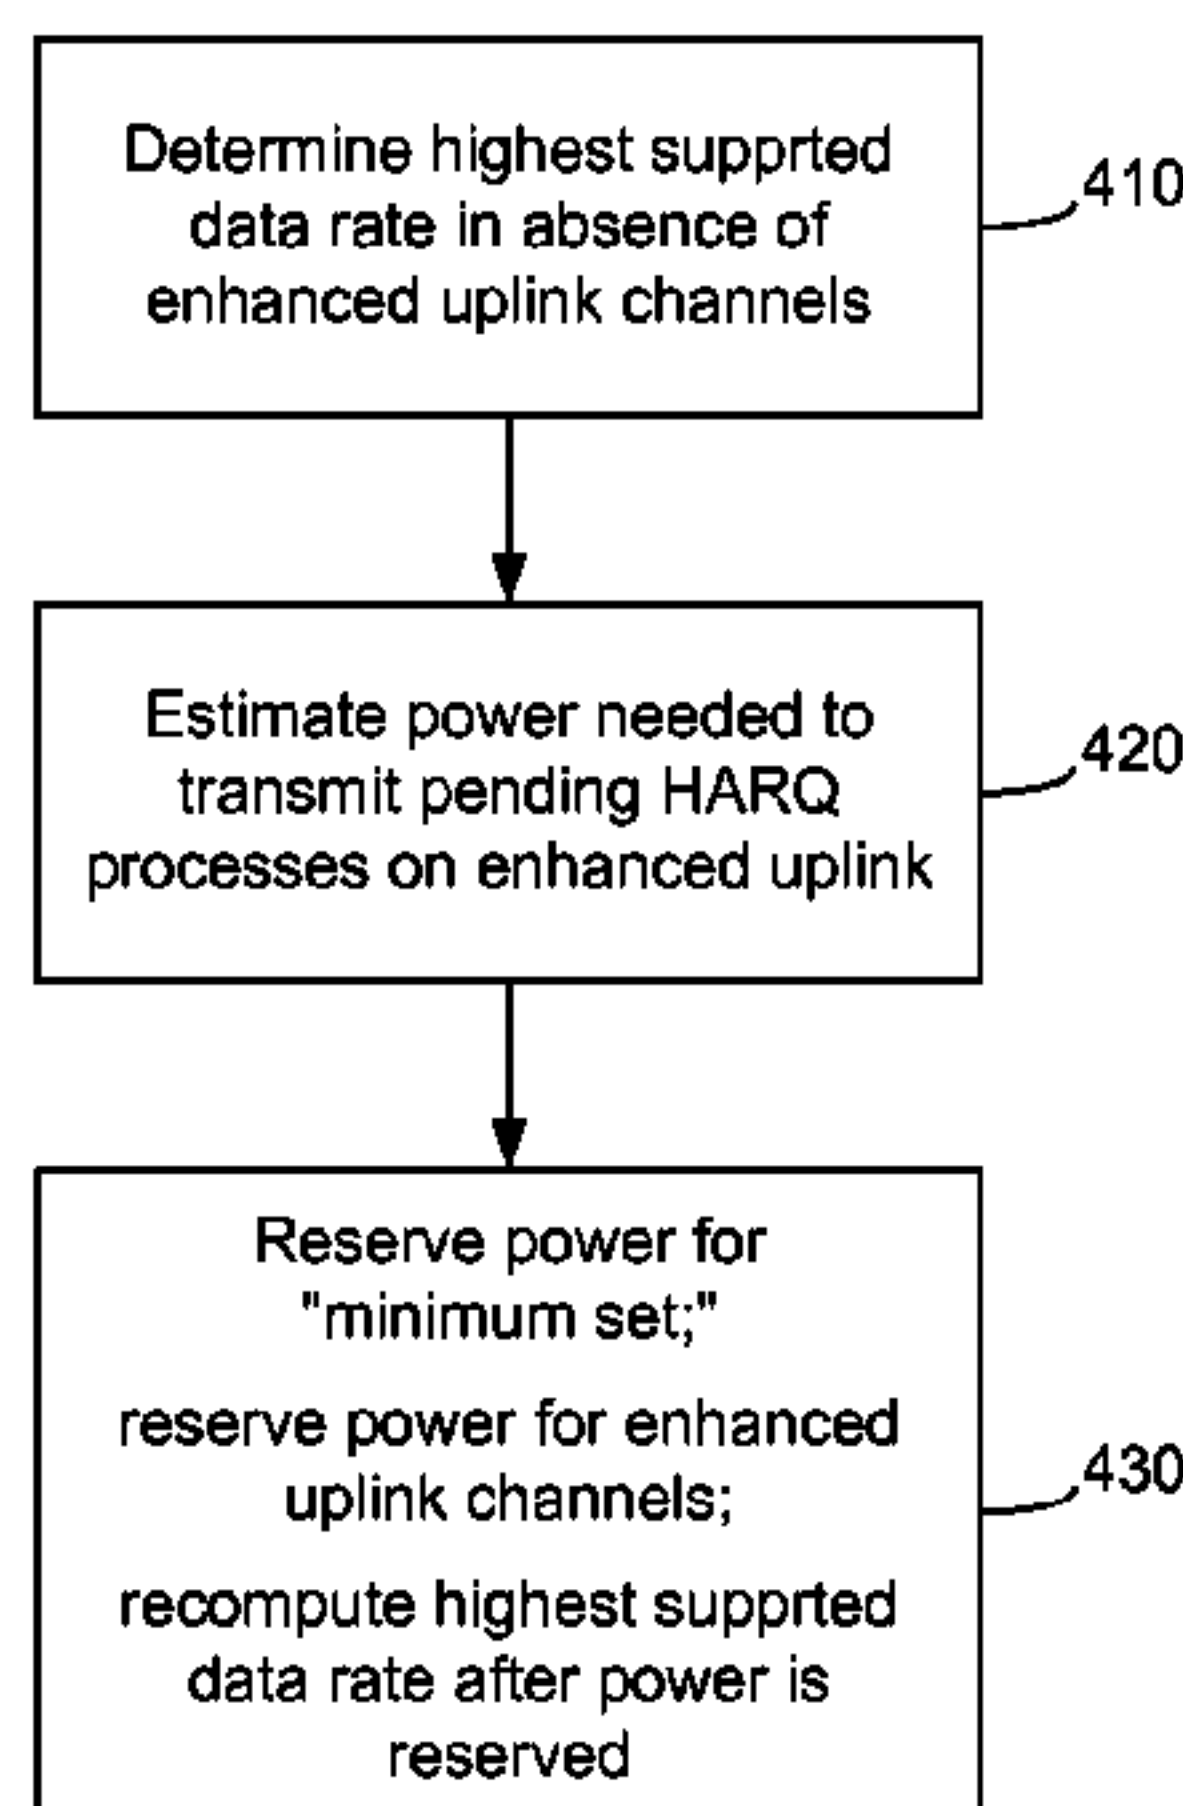 Determine highest supprted
data rate in absence of
enhanced uplink channels
410
Estimate power needed to
transmit pending HARQ
processes on enhanced uplink
420
Reserve power for
"minimum set;"
reserve power for enhanced
uplink channels;
recompute highest supprted
data rate after power is
reserved
430